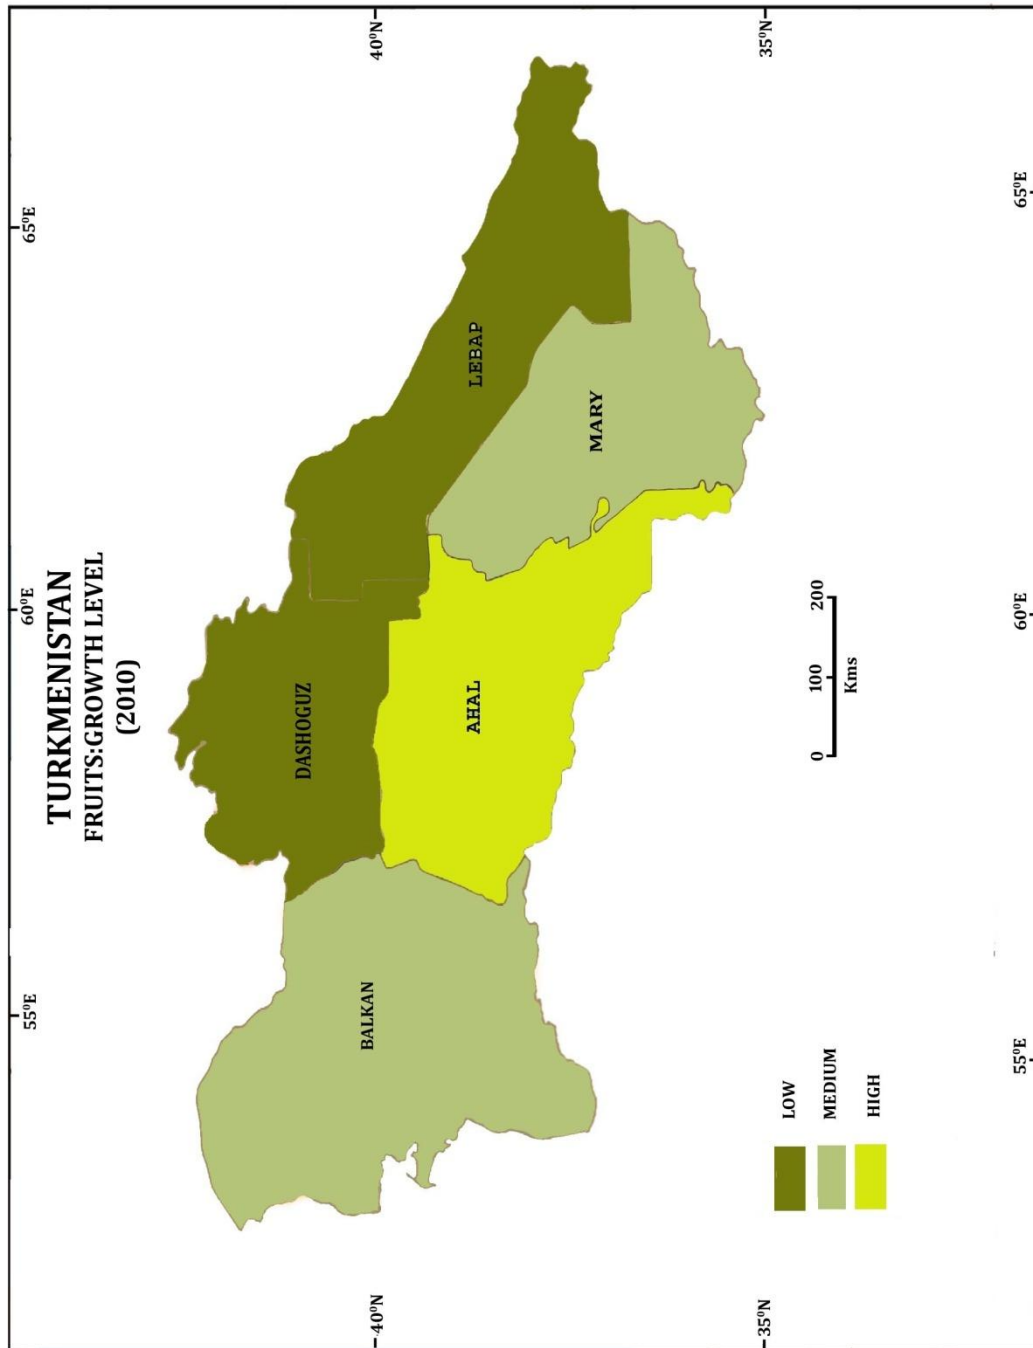 TURKMENISTAN
FRUITS:GROWTH LEVEL
(2010)
55⁰E
60⁰E
65⁰E
40⁰N
40⁰N
BALKAN
DASHOGUZ
AHAL
LEBAP
MARY
35⁰N
35⁰N
LOW
MEDIUM
HIGH
0 100 200
Kms
55⁰E
60⁰E
65⁰E